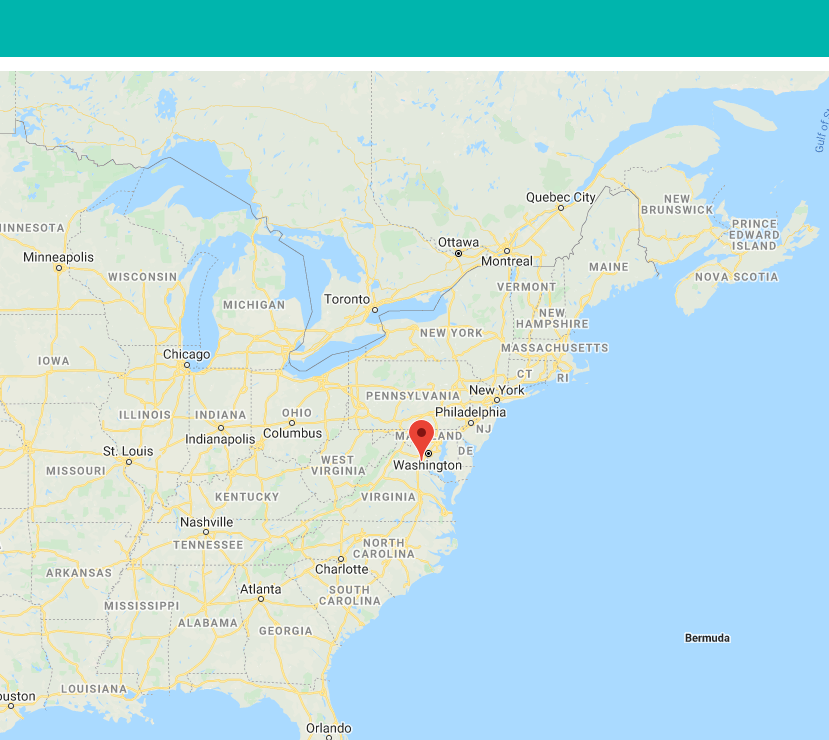 Gulf of
Quebec City
NEW
BRUNSWICK
PRINCE
EDWARD
ISLAND
INNESOTA
Ottawa
Minneapolis
Montreal
MAINE
WISCONSIN
NOVA SCOTIA
VERMONT
Toronto
MICHIGAN
NEW
HAMPSHIRE
NEW YORK
MASSACHUSETTS
Chicago
IOWA
CT
RI
New York
PENNSYLVANIA
Philadelphia
ILLINOIS
INDIANA
OHIO
NJ
Indianapolis
Columbus
MA LAND
St. Louis
DE
WEST
VIRGINIA
Washington
MISSOURI
KENTUCKY
VIRGINIA
Nashville
TENNESSEE
NORTH
CAROLINA
Charlotte
ARKANSAS
Atlanta
SOUTH
CAROLINA
MISSISSIPPI
ALABAMA
GEORGIA
Bermuda
LOUISIANA
ouston
Orlando